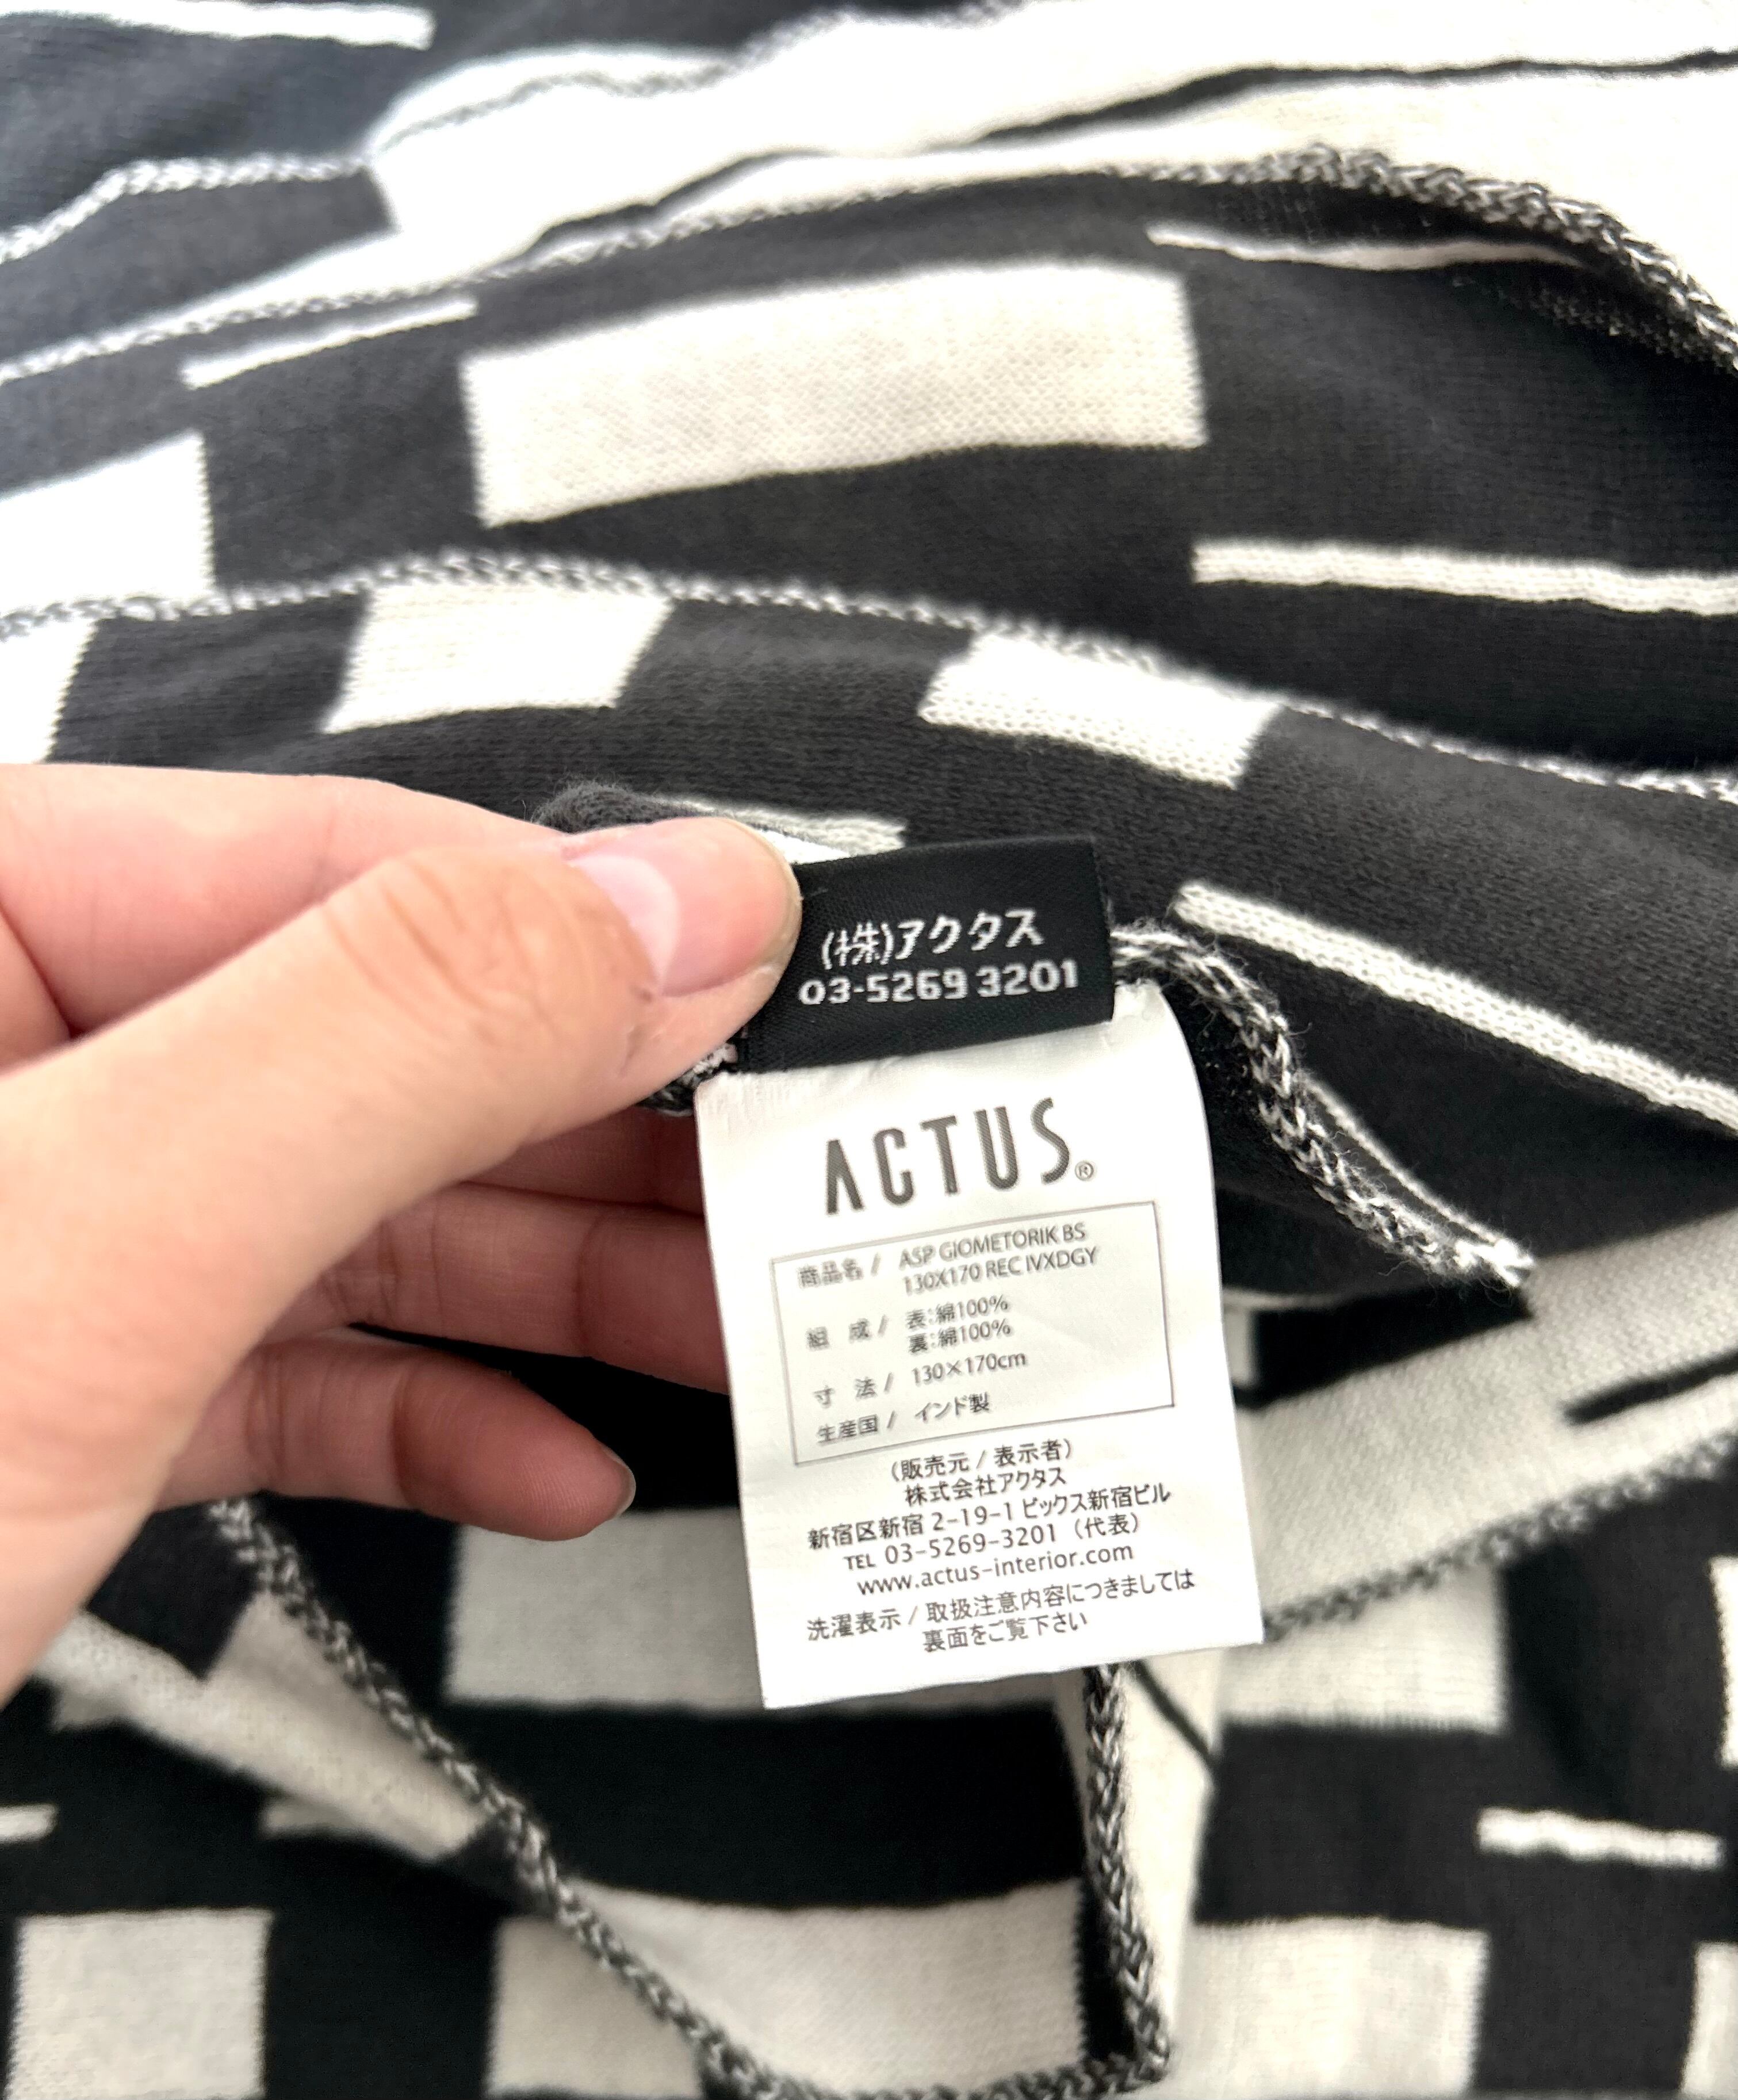 (株)アクタス
03-5269 3201
ACTUS®
商品名 / ASP GIOMETORIK BS
130X170 REC IVXDGY
組 成 / 表:綿100%
裏:綿100%
寸 法 / 130×170cm
生産国 / インド製
(販売元 / 表示者)
株式会社アクタス
新宿区新宿 2-19-1 ビックス新宿ビル
TEL 03-5269-3201 (代表)
www.actus-interior.com
洗濯表示 / 取扱注意内容につきましては
裏面をご覧下さい